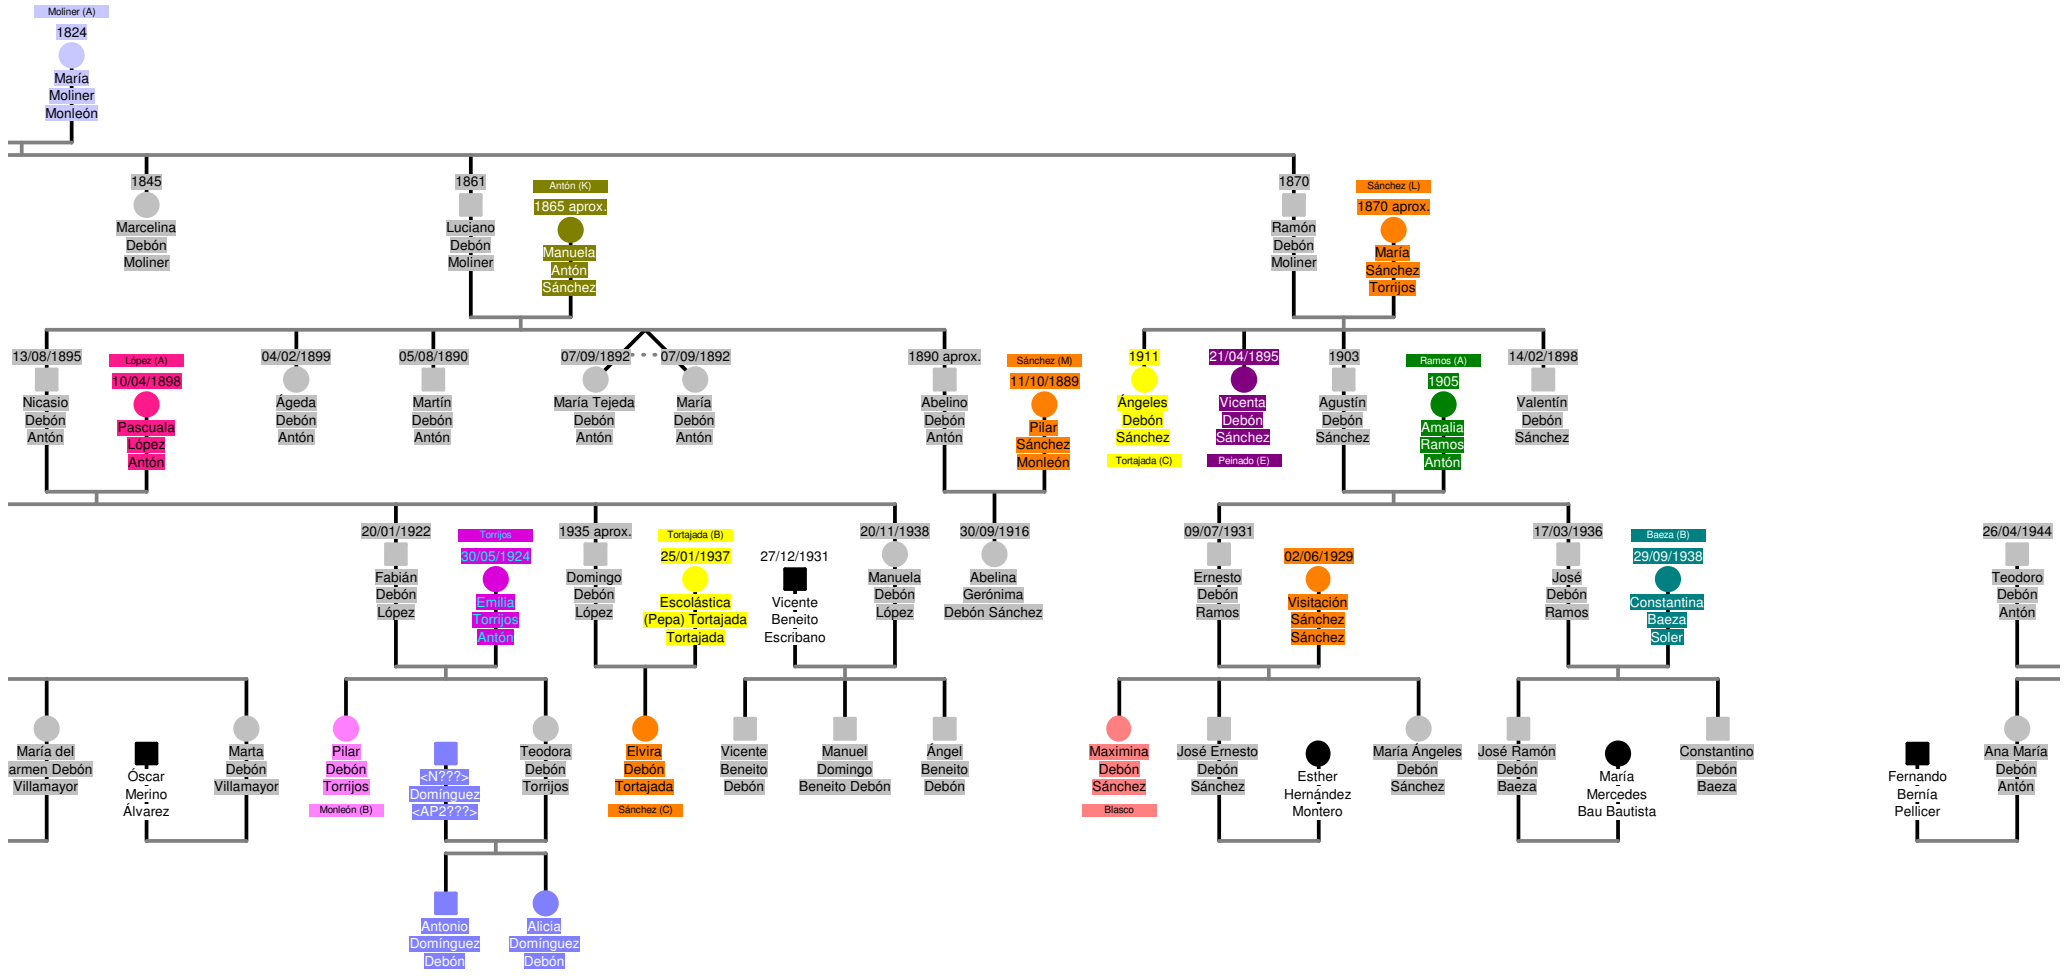 Moliner (A)
1824
María
Moliner
Monleón
1845
Marcelina
Debón
Moliner
1861
Luciano
Debón
Moliner
Antón (K)
1865 aprox.
Manuela
Antón
Sánchez
1870
Ramón
Debón
Moliner
Sánchez (L)
1870 aprox.
María
Sánchez
Torrijos
13/08/1895
Nicasio
Debón
Antón
López (A)
10/04/1898
Pascuala
López
Antón
04/02/1899
Ágeda
Debón
Antón
05/08/1890
Martín
Debón
Antón
07/09/1892
María Tejeda
Debón
Antón
07/09/1892
María
Debón
Antón
1890 aprox.
Abelino
Debón
Antón
Sánchez (M)
11/10/1889
Pilar
Sánchez
Monleón
1911
Ángeles
Debón
Sánchez
Tortajada (C)
21/04/1895
Vicenta
Debón
Sánchez
Peinado (E)
1903
Agustín
Debón
Sánchez
Ramos (A)
1905
Amalia
Ramos
Antón
14/02/1898
Valentín
Debón
Sánchez
20/01/1922
Fabián
Debón
López
Torrijos
30/05/1924
Emilia
Torrijos
Antón
1935 aprox.
Domingo
Debón
López
Tortajada (B)
25/01/1937
Escolástica
(Pepa) Tortajada
Tortajada
27/12/1931
Vicente
Beneito
Escribano
20/11/1938
Manuela
Debón
López
30/09/1916
Abelina
Gerónima
Debón Sánchez
09/07/1931
Ernesto
Debón
Ramos
02/06/1929
Visitación
Sánchez
Sánchez
17/03/1936
José
Debón
Ramos
Baeza (B)
29/09/1938
Constantina
Baeza
Soler
26/04/1944
Teodoro
Debón
Antón
María del
armen Debón
Villamayor
Óscar
Merino
Álvarez
Marta
Debón
Villamayor
Pilar
Debón
Torrijos
Monleón (B)
<N???>
Domínguez
<AP2???>
Teodora
Debón
Torrijos
Elvira
Debón
Tortajada
Sánchez (C)
Vicente
Beneito
Debón
Manuel
Domingo
Beneito Debón
Ángel
Beneito
Debón
Maximina
Debón
Sánchez
Blasco
José Ernesto
Debón
Sánchez
Esther
Hernández
Montero
María Ángeles
Debón
Sánchez
José Ramón
Debón
Baeza
María
Mercedes
Bau Bautista
Constantino
Debón
Baeza
Fernando
Bernía
Pellicer
Ana María
Debón
Antón
Antonio
Domínguez
Debón
Alicia
Domínguez
Debón